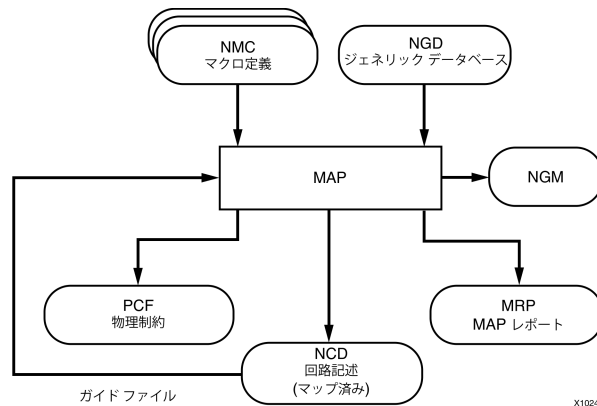 NMC
マクロ定義
NGD
ジェネリック データベース
MAP
NGM
PCF
物理制約
MRP
MAP レポート
NCD
回路記述
(マップ済み)
ガイド ファイル
X1024